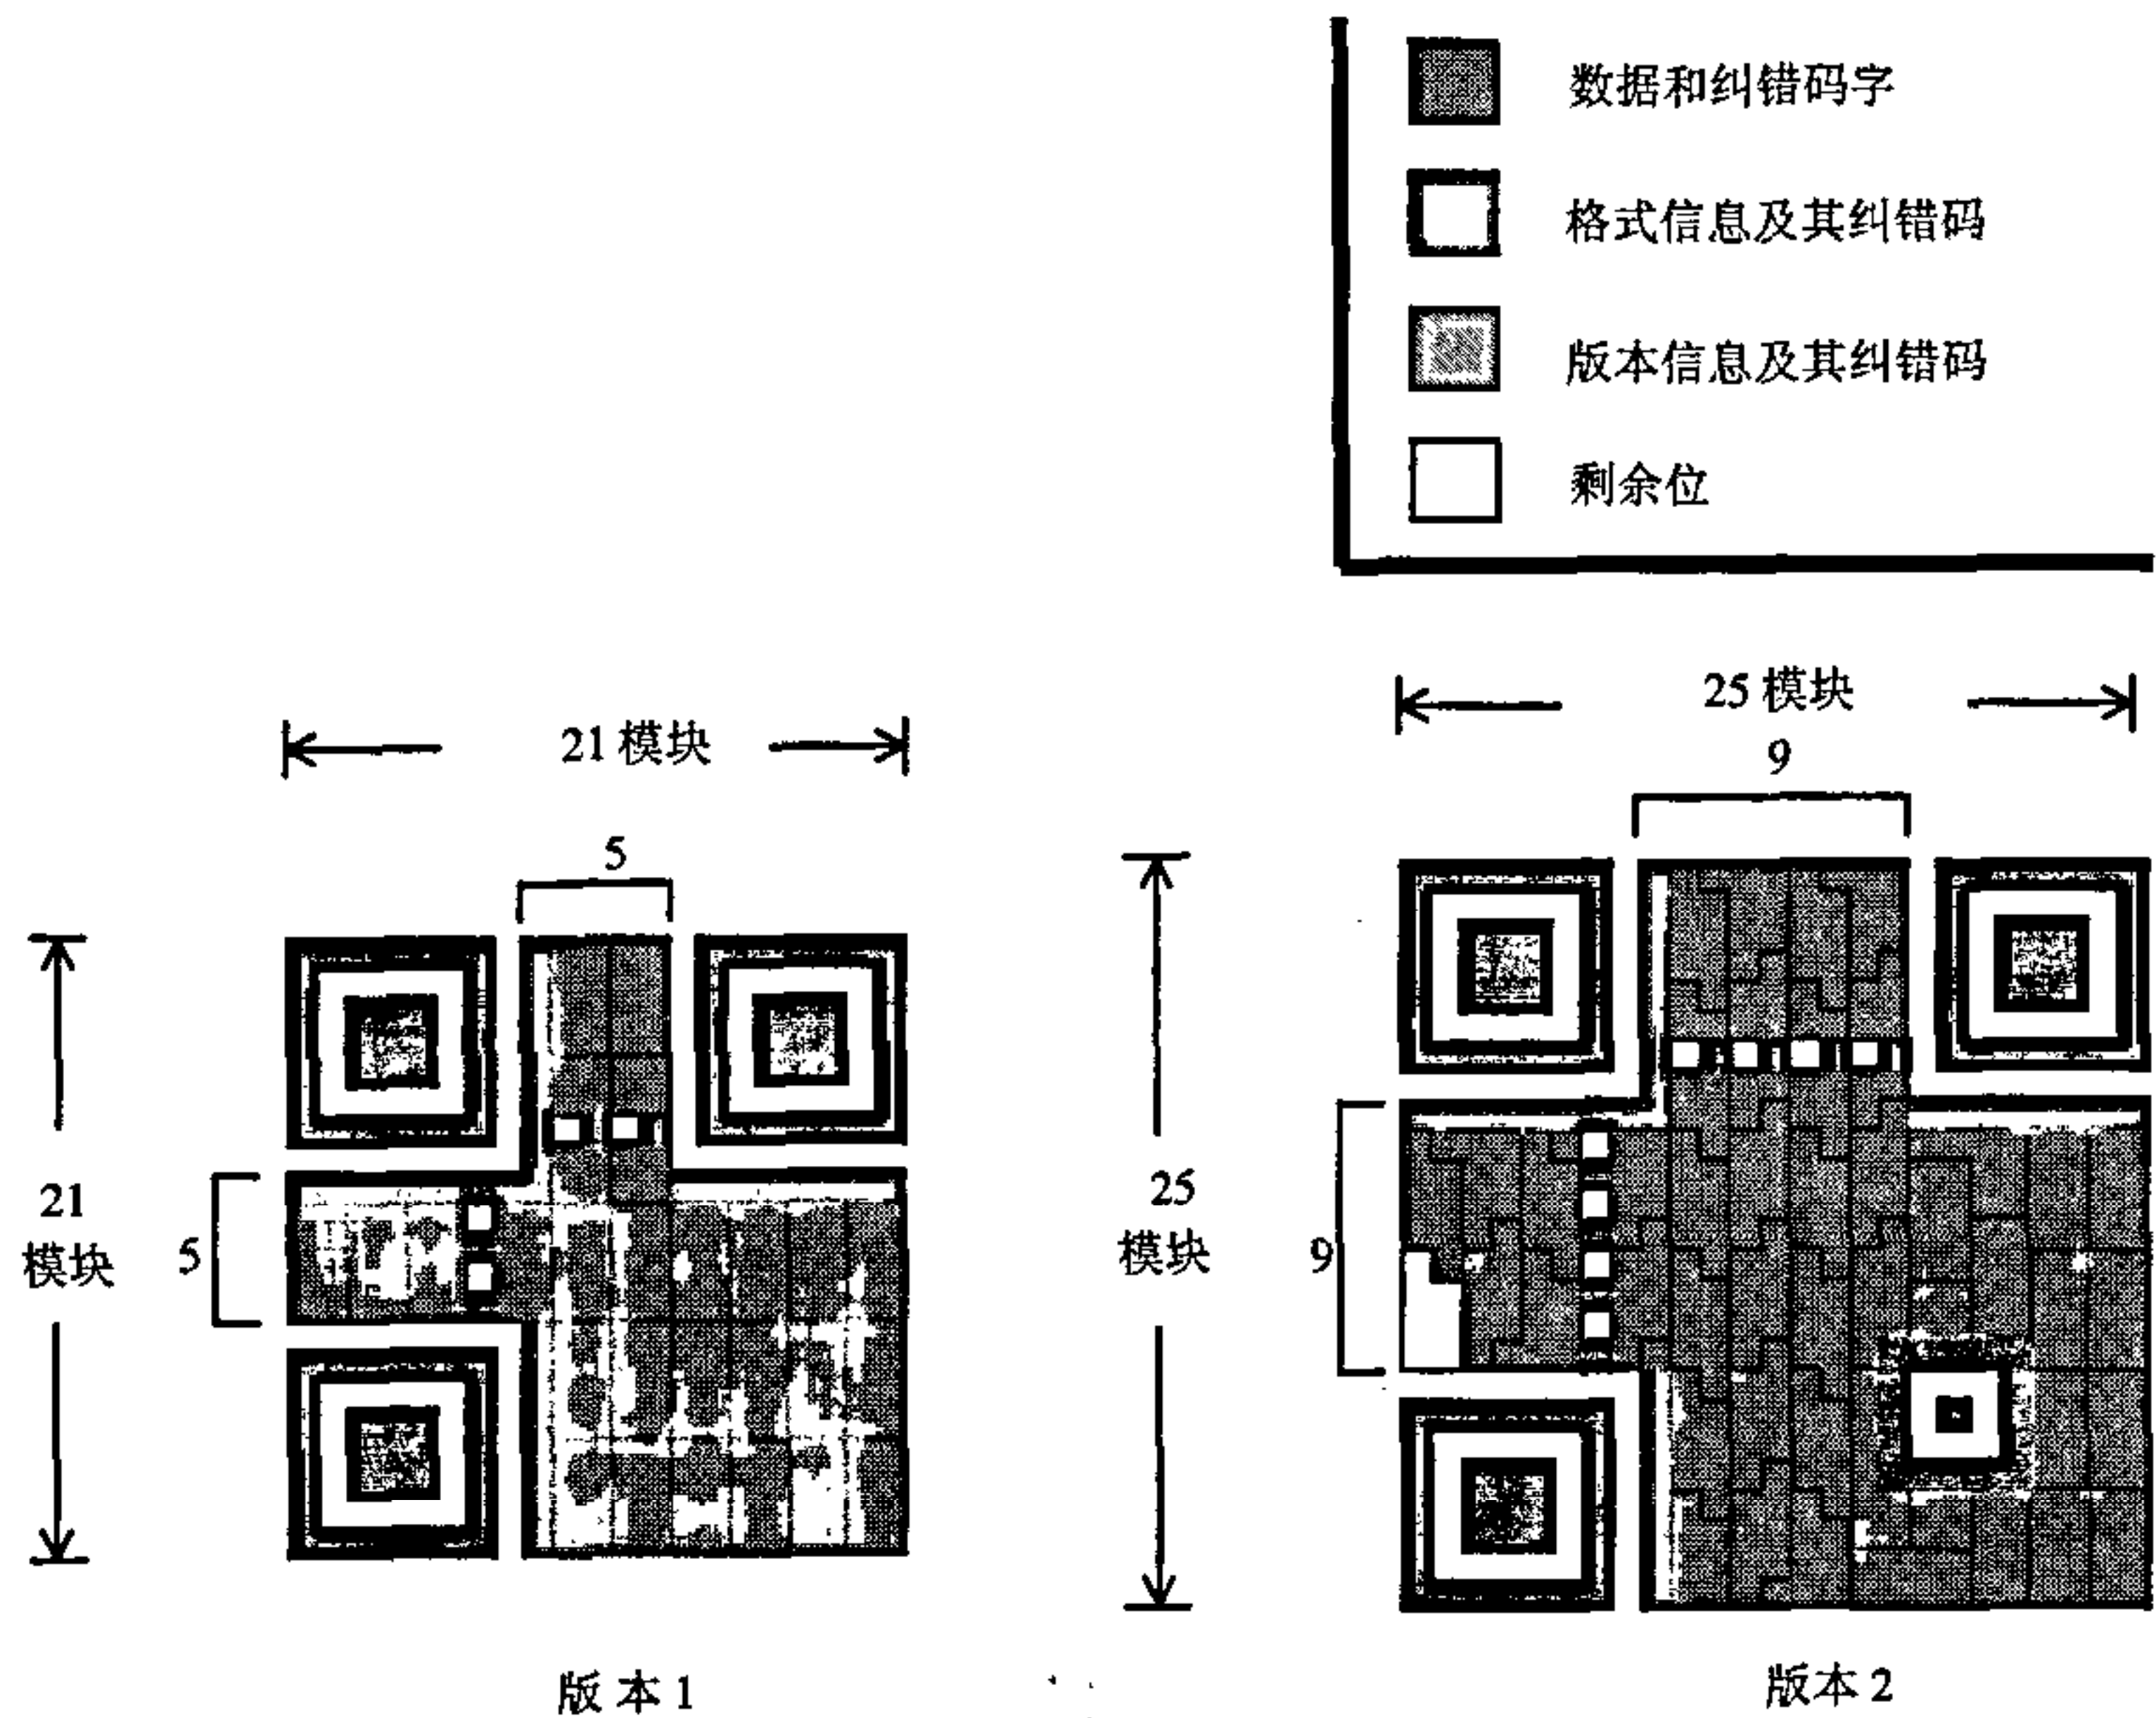 数据和纠错码字
格式信息及其纠错码
版本信息及其纠错码
剩余位
25 模块
9
21 模块
5
21
模块
5
25
模块
9
版本 1
版本 2